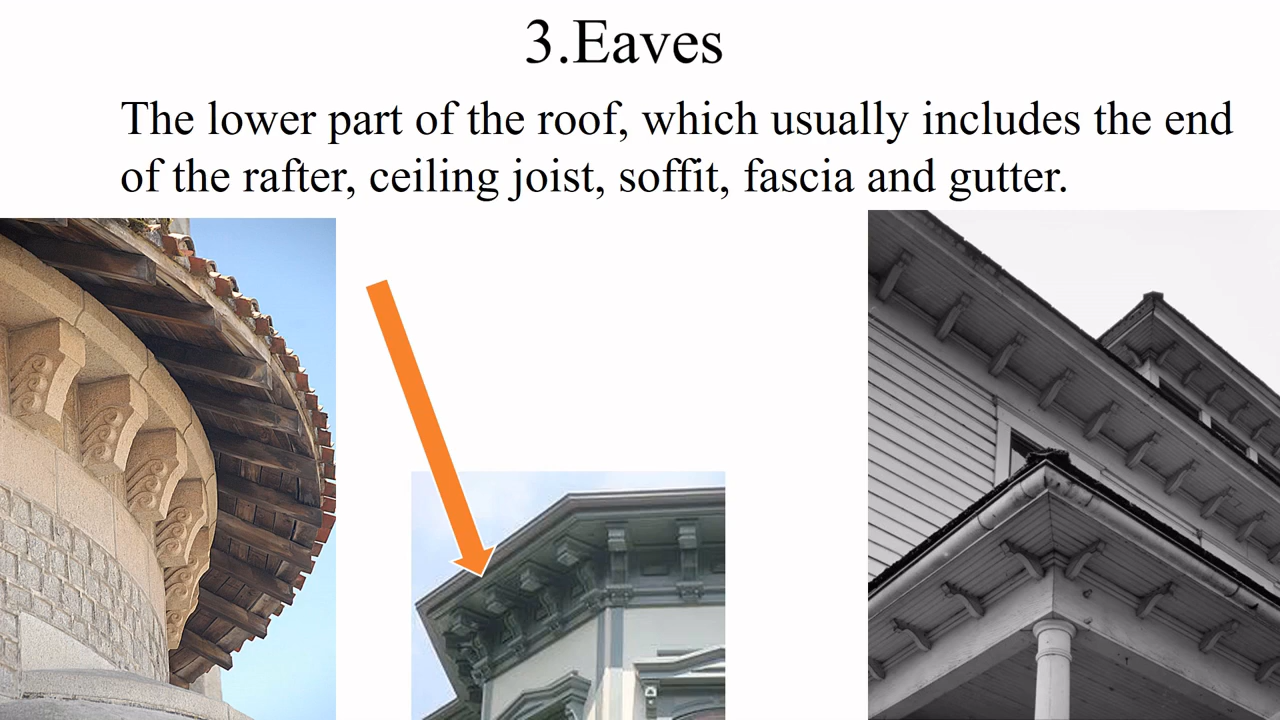 3.Eaves
The lower part of the roof, which usually includes the end
of the rafter, ceiling joist, soffit, fascia and gutter.